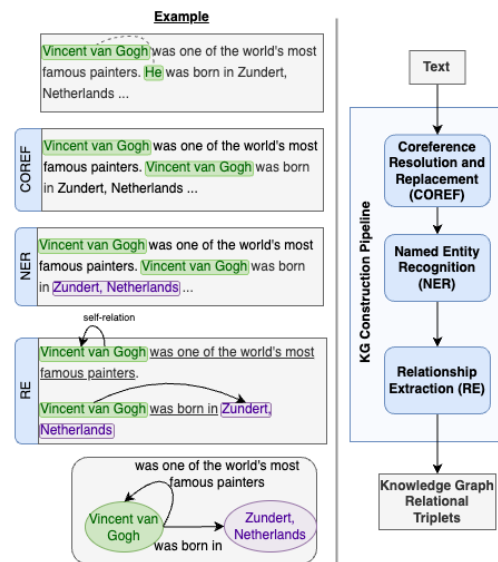 Example
Vincent van Gogh was one of the world's most
famous painters. He was born in Zundert,
Netherlands ...
COREF
Vincent van Gogh was one of the world's most
famous painters. Vincent van Gogh was born
in Zundert, Netherlands ...
NER
Vincent van Gogh was one of the world's most
famous painters. Vincent van Gogh was born
in Zundert, Netherlands ...
self-relation
RE
Vincent van Gogh was one of the world's most
famous painters.
Vincent van Gogh was born in Zundert,
Netherlands
was one of the world's most
famous painters
Vincent van
Gogh
Zundert,
Netherlands
was born in
Text
KG Construction Pipeline
Coreference
Resolution and
Replacement
(COREF)
Named Entity
Recognition
(NER)
Relationship
Extraction (RE)
Knowledge Graph
Relational
Triplets